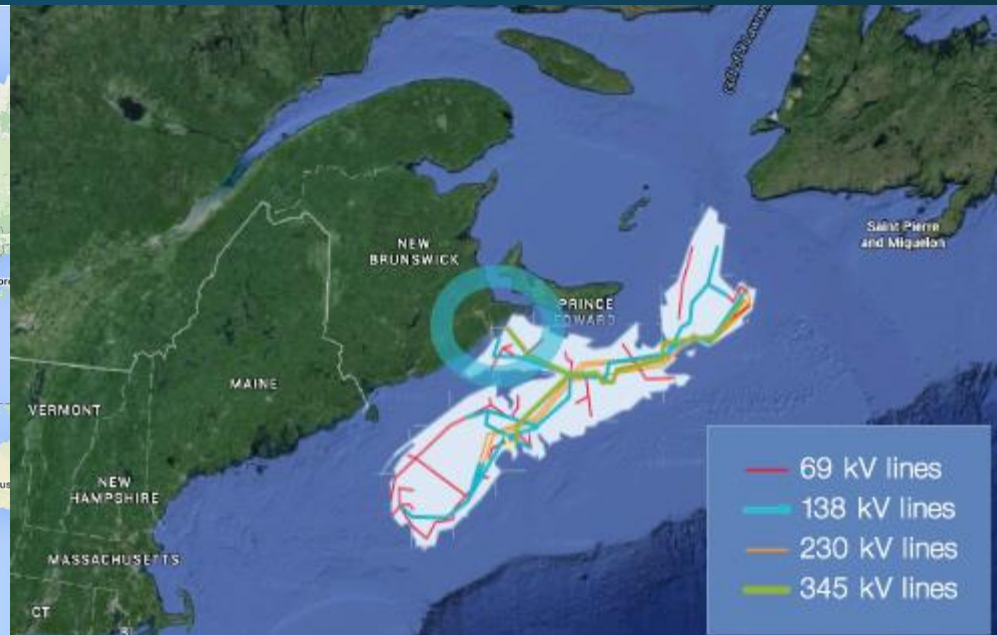 NEW
BRUNSWICK
Saint Pierre
and Miquelon
PRINCE
EDWARD
MAINE
VERMONT
NEW
HAMPSHIRE
MASSACHUSETTS
CT
RI
69 kV lines
138 kV lines
230 kV lines
345 kV lines